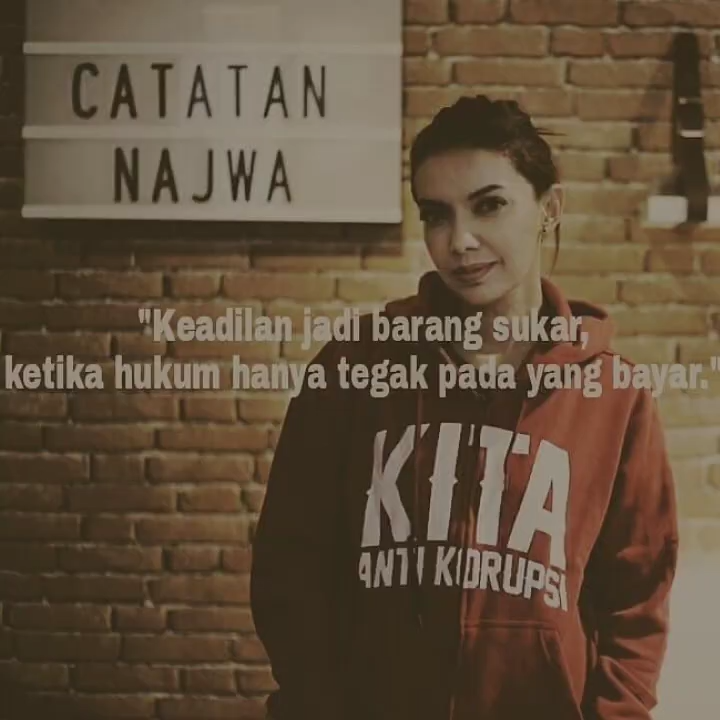 CATATAN
NAJWA
"Keadilan jadi barang sukar,
ketika hukum hanya tegak pada yang bayar."
KITA
ANTI KORUPSI